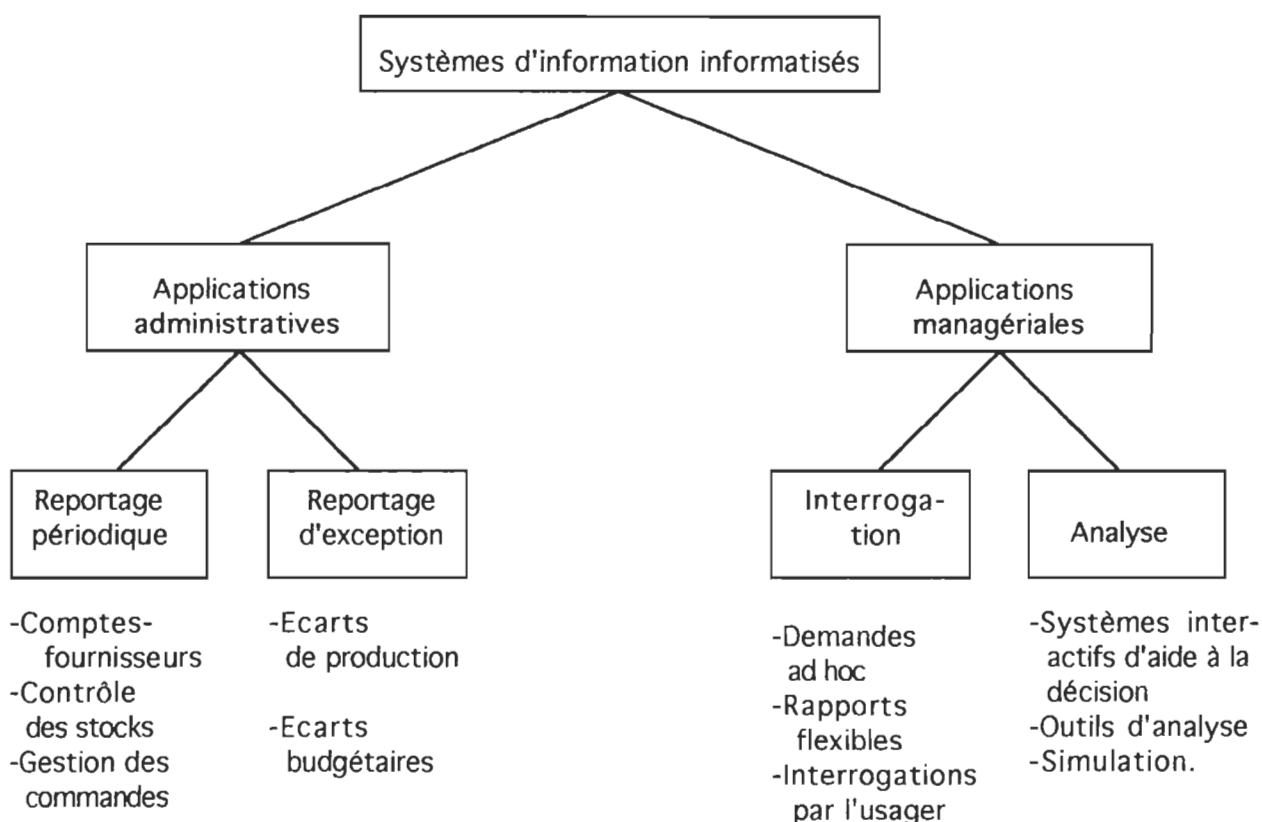 Systèmes d'information informatisés
Applications
administratives
Applications
managériales
Reportage
périodique
Reportage
d'exception
Interroga-
tion
Analyse
-Comptes-
fournisseurs
-Contrôle
des stocks
-Gestion des
commandes
-Ecarts
de production
-Ecarts
budgétaires
-Demandes
ad hoc
-Rapports
flexibles
-Interrogations
par l'usager
-Systèmes inter-
actifs d'aide à la
décision
-Outils d'analyse
-Simulation.